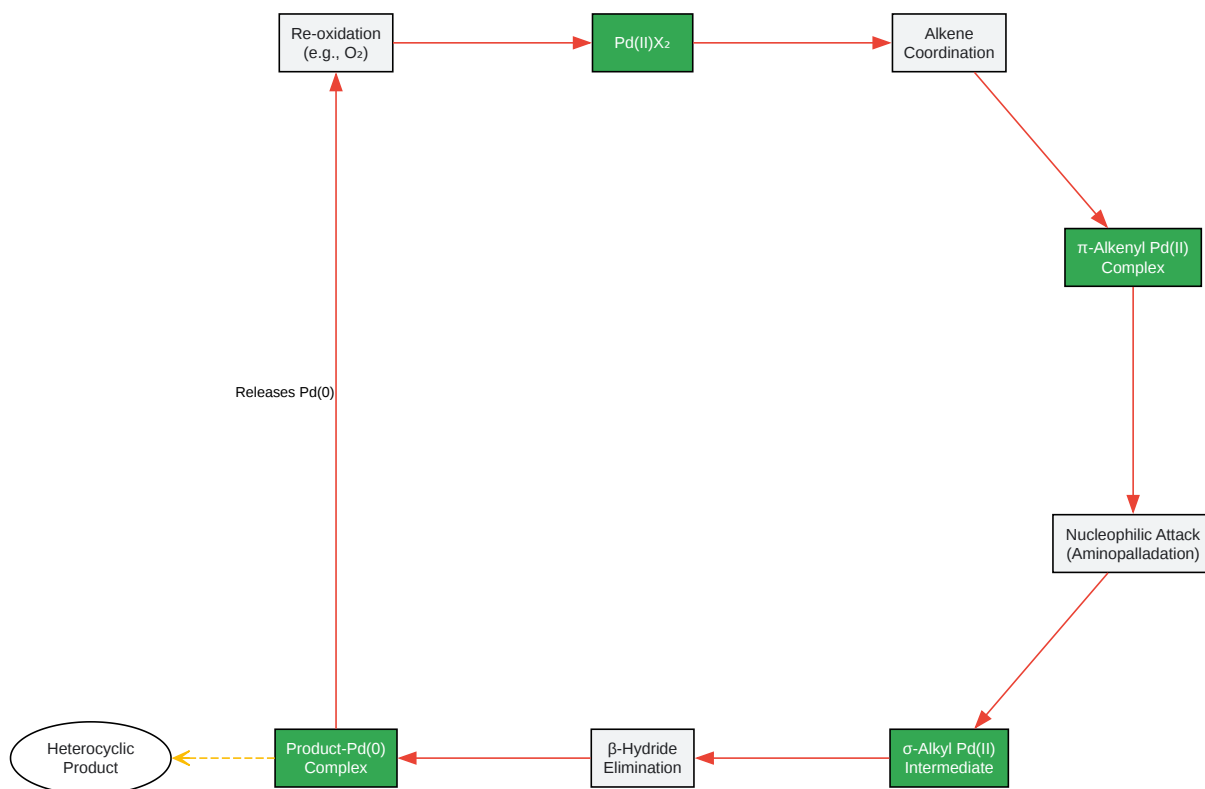 Re-oxidation
(e.g., O₂)
Pd(II)X₂
Alkene
Coordination
π-Alkenyl Pd(II)
Complex
Releases Pd(0)
Nucleophilic Attack
(Aminopalladation)
Heterocyclic
Product
Product-Pd(0)
Complex
β-Hydride
Elimination
σ-Alkyl Pd(II)
Intermediate